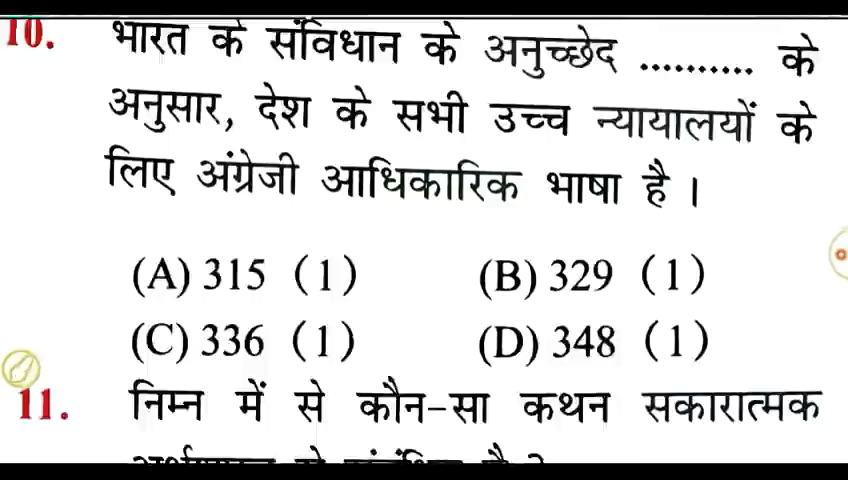 10. भारत के संविधान के अनुच्छेद .......... के
अनुसार, देश के सभी उच्च न्यायालयों के
लिए अंग्रेजी आधिकारिक भाषा है ।
(A) 315 (1) (B) 329 (1)
(C) 336 (1) (D) 348 (1)
11. निम्न में से कौन-सा कथन सकारात्मक